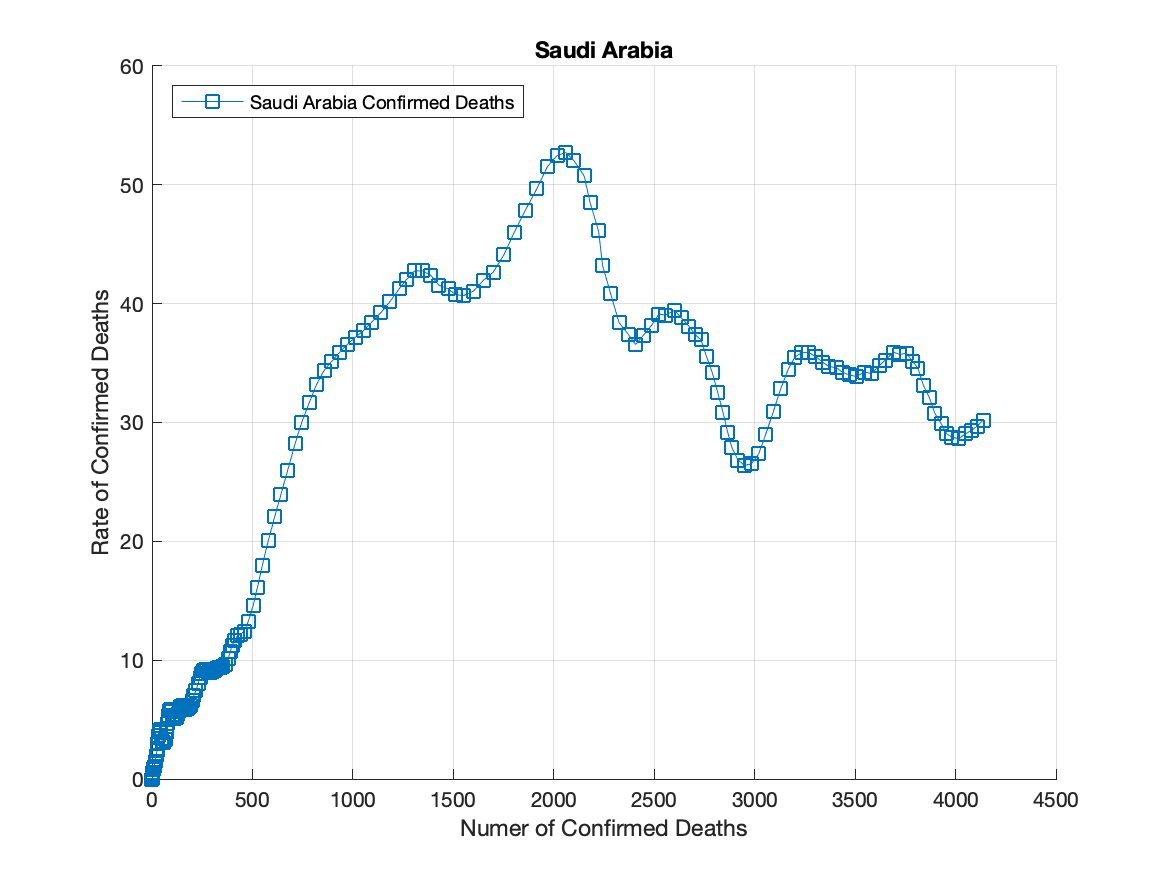 Saudi Arabia
Saudi Arabia Confirmed Deaths
Rate of Confirmed Deaths
60
50
40
30
20
10
0
0 500 1000 1500 2000 2500 3000 3500 4000 4500
Numer of Confirmed Deaths